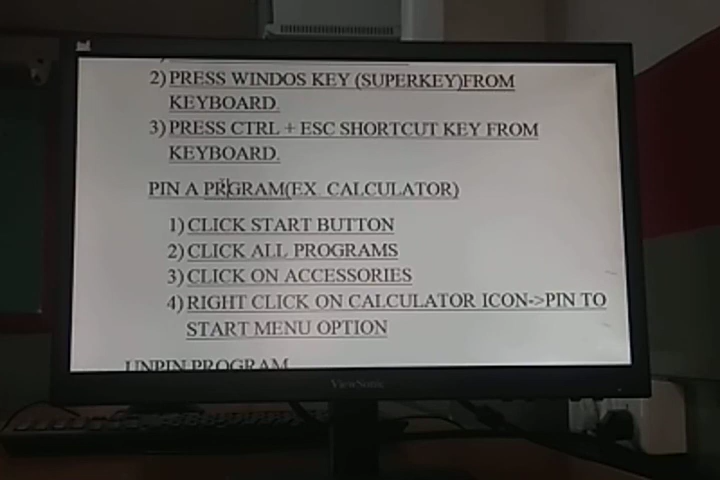 2) PRESS WINDOS KEY (SUPERKEY)FROM
KEYBOARD.
3) PRESS CTRL + ESC SHORTCUT KEY FROM
KEYBOARD.
PIN A PRGRAM(EX. CALCULATOR)
1) CLICK START BUTTON
2) CLICK ALL PROGRAMS
3) CLICK ON ACCESSORIES
4) RIGHT CLICK ON CALCULATOR ICON->PIN TO
START MENU OPTION
UNPIN PROGRAM
ViewSonic